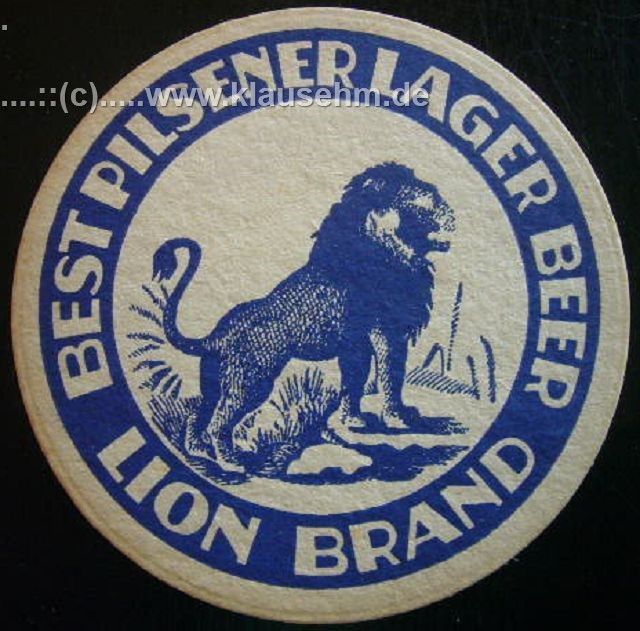 .
....::(c).....www.klausehm.de
BEST PILSENER LAGER BEER
LION BRAND